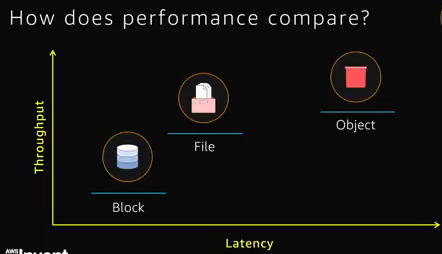 How does performance compare?
Throughput
Object
File
Block
Latency
AWS